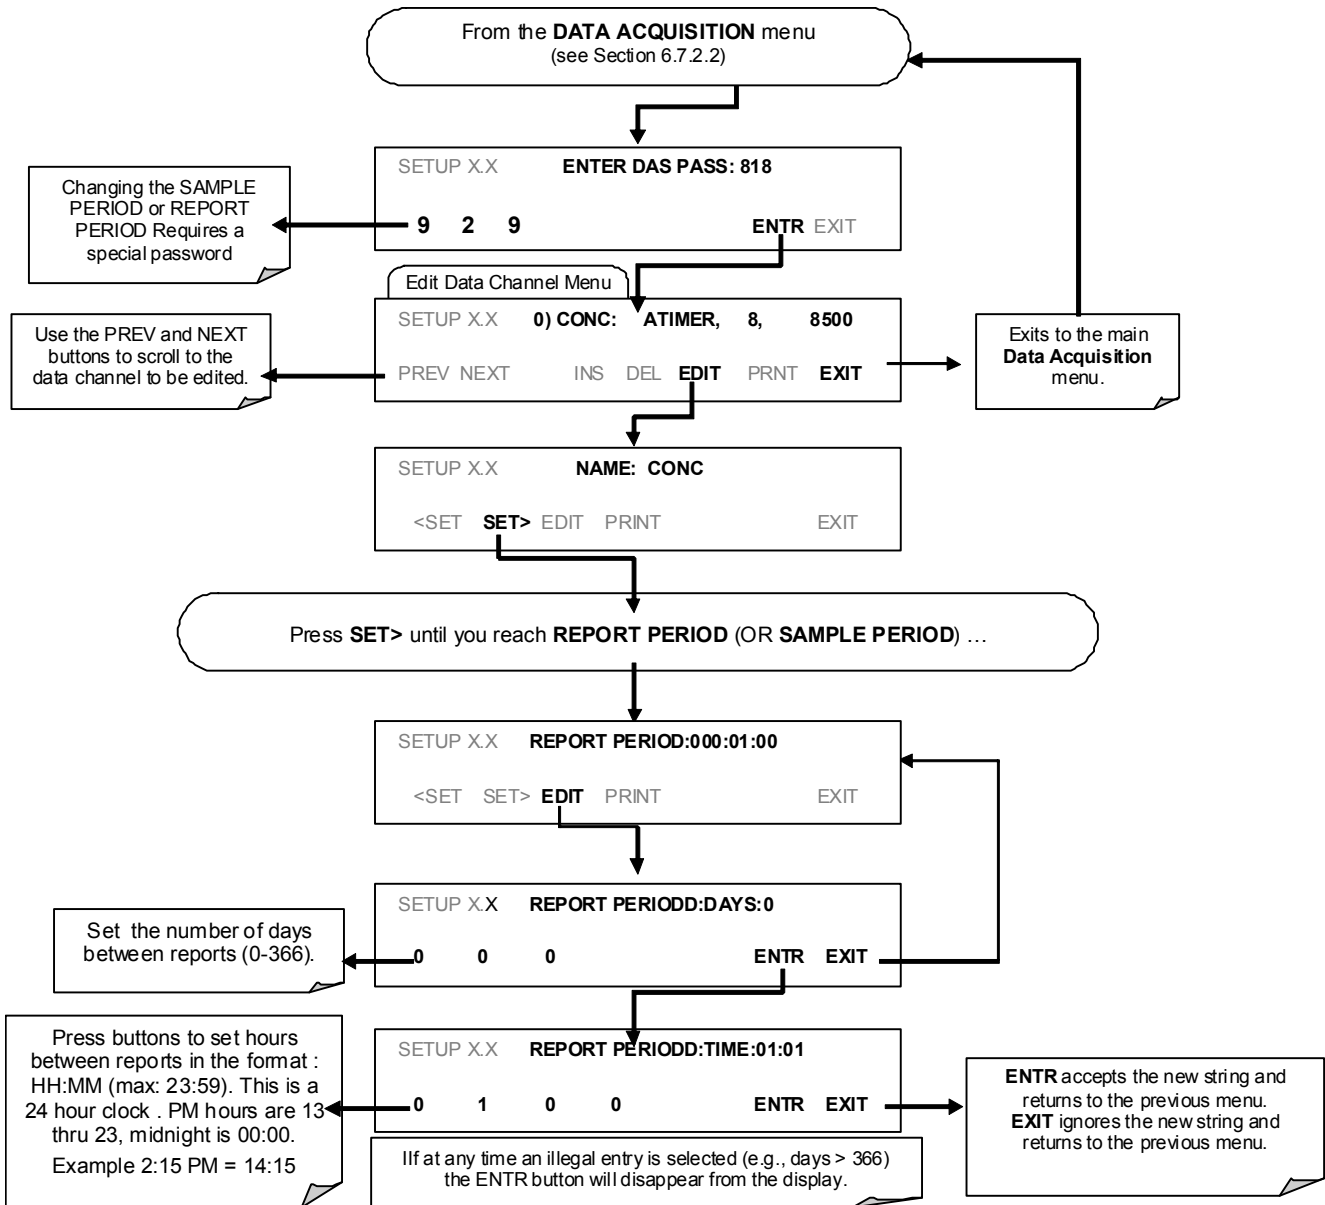 From the DATA ACQUISITION menu
(see Section 6.7.2.2)
SETUP X.X ENTER DAS PASS: 818
9 2 9 ENTR EXIT
Changing the SAMPLE
PERIOD or REPORT
PERIOD Requires a
special password
Edit Data Channel Menu
SETUP X.X 0) CONC: ATIMER, 8, 8500
PREV NEXT INS DEL EDIT PRNT EXIT
Use the PREV and NEXT
buttons to scroll to the
data channel to be edited.
Exits to the main
Data Acquisition
menu.
SETUP X.X NAME: CONC
<SET SET> EDIT PRINT EXIT
Press SET> until you reach REPORT PERIOD (OR SAMPLE PERIOD) …
SETUP X.X REPORT PERIOD:000:01:00
<SET SET> EDIT PRINT EXIT
SETUP X.X REPORT PERIODD:DAYS:0
0 0 0 ENTR EXIT
Set the number of days
between reports (0-366).
SETUP X.X REPORT PERIODD:TIME:01:01
0 1 0 0 ENTR EXIT
Press buttons to set hours
between reports in the format :
HH:MM (max: 23:59). This is a
24 hour clock . PM hours are 13
thru 23, midnight is 00:00.
Example 2:15 PM = 14:15
ENTR accepts the new string and
returns to the previous menu.
EXIT ignores the new string and
returns to the previous menu.
IIf at any time an illegal entry is selected (e.g., days > 366)
the ENTR button will disappear from the display.